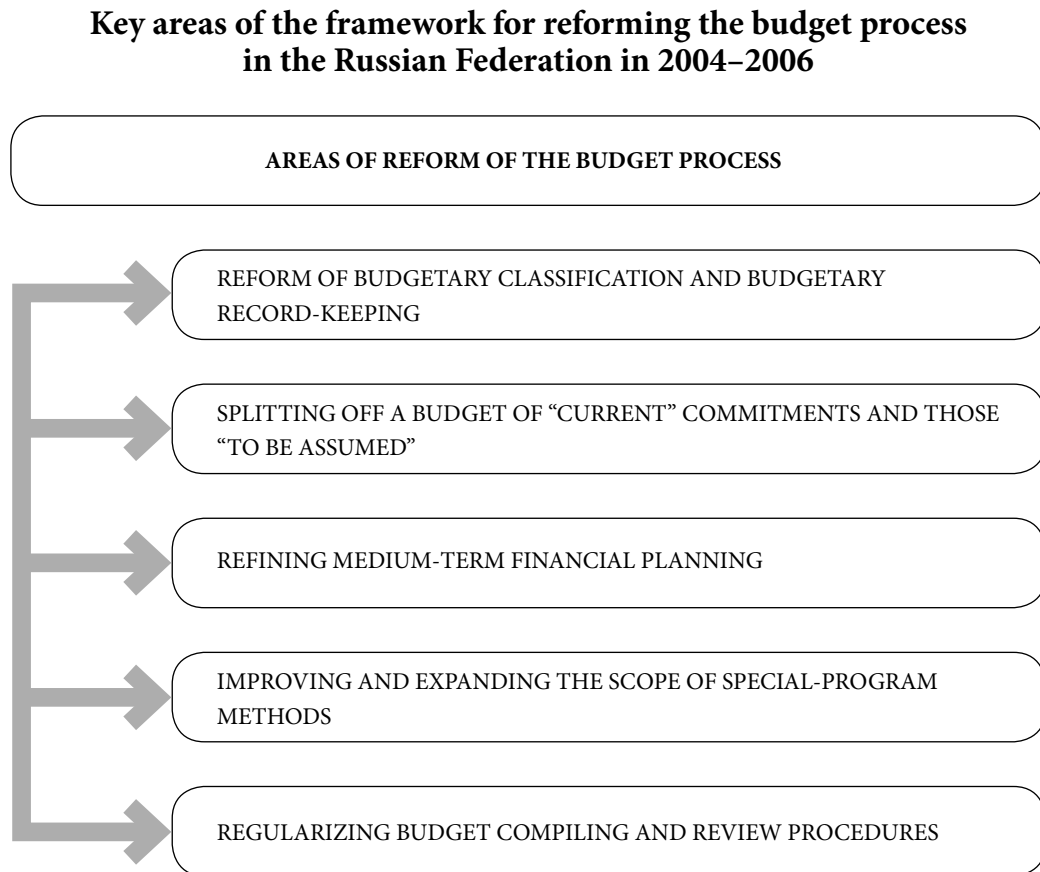 Key areas of the framework for reforming the budget process
in the Russian Federation in 2004–2006
AREAS OF REFORM OF THE BUDGET PROCESS
REFORM OF BUDGETARY CLASSIFICATION AND BUDGETARY
RECORD-KEEPING
SPLITTING OFF A BUDGET OF “CURRENT” COMMITMENTS AND THOSE
“TO BE ASSUMED”
REFINING MEDIUM-TERM FINANCIAL PLANNING
IMPROVING AND EXPANDING THE SCOPE OF SPECIAL-PROGRAM
METHODS
REGULARIZING BUDGET COMPILING AND REVIEW PROCEDURES